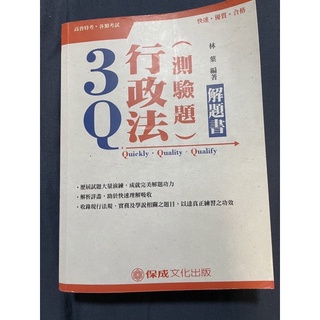 高普特考·各類考試
快速·優質·合格
林葉 編著
3Q
行政法
(測驗題)
解題書
Quickly · Quality · Qualify
•歷屆試題大量演練,成就完美解題功力
•解析詳盡,助於快速理解吸收
•收錄現行法規、實務及學說相關之題目,以達真正練習之功效
保成文化出版